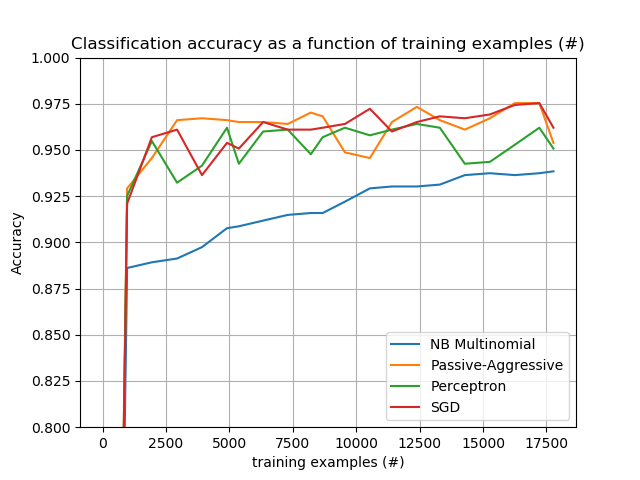 Classification accuracy as a function of training examples (#)
1.000
0.975
0.950
0.925
0.900
0.875
0.850
0.825
0.800
Accuracy
NB Multinomial
Passive-Aggressive
Perceptron
SGD
0 2500 5000 7500 10000 12500 15000 17500
training examples (#)